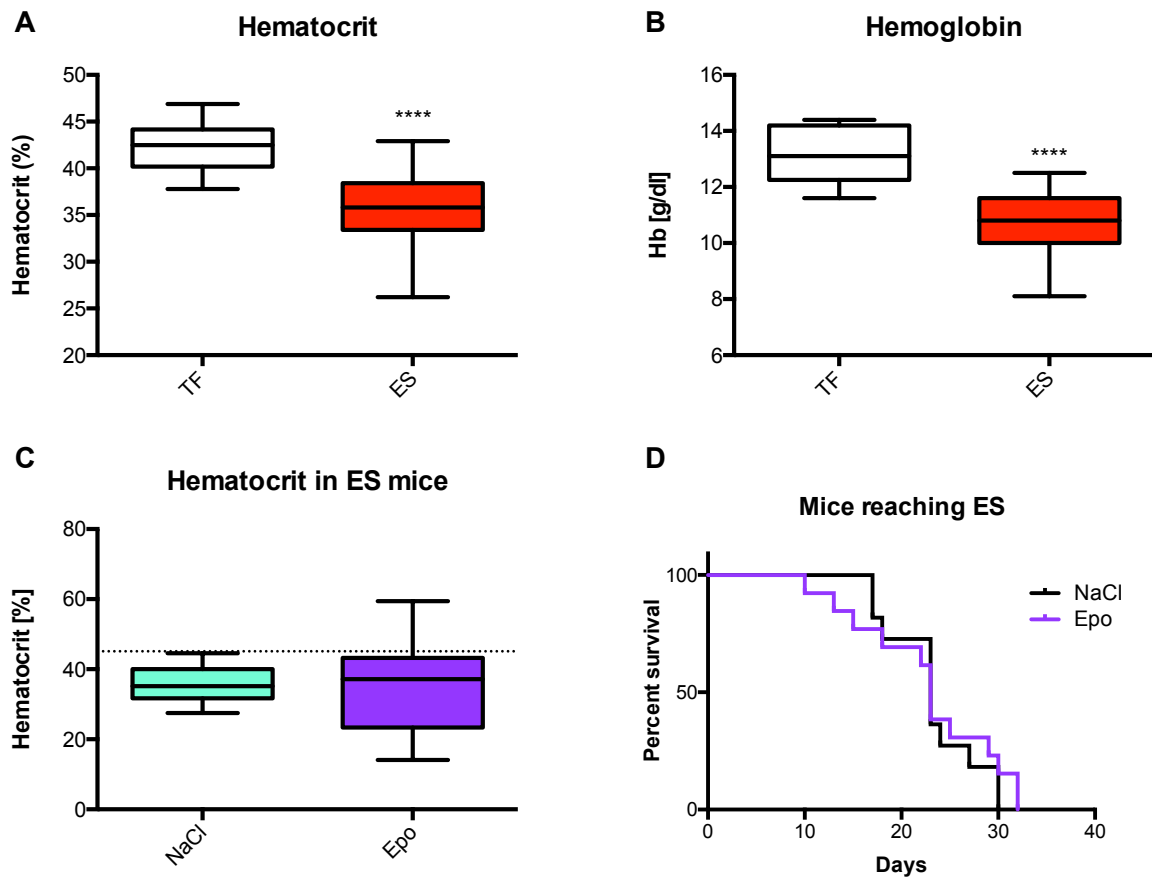 A
Hematocrit
Hematocrit (%)
50
45
40
35
30
25
20
****
TF
ES
B
Hemoglobin
Hb [g/dl]
16
14
12
10
8
6
****
TF
ES
C
Hematocrit in ES mice
Hematocrit [%]
80
60
40
20
0
NaCl
Epo
D
Mice reaching ES
Percent survival
100
50
0
NaCl
Epo
0
10
20
30
40
Days